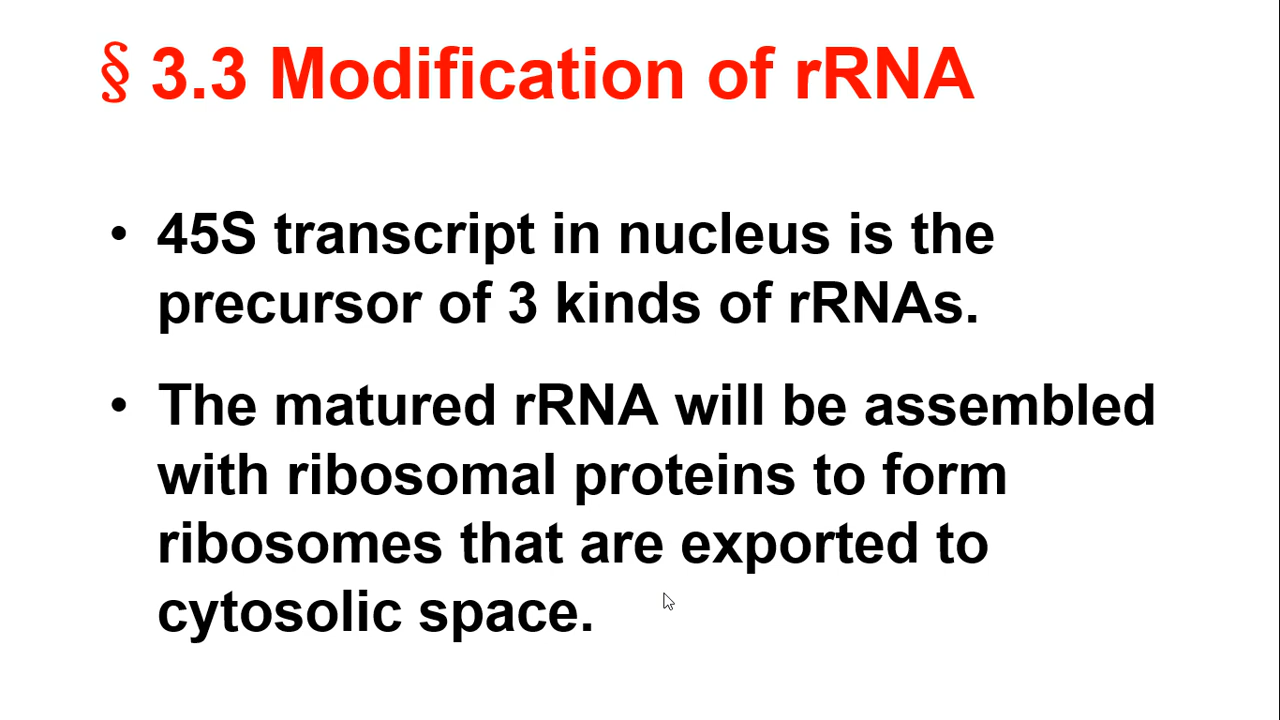 § 3.3 Modification of rRNA
• 45S transcript in nucleus is the
precursor of 3 kinds of rRNAs.
• The matured rRNA will be assembled
with ribosomal proteins to form
ribosomes that are exported to
cytosolic space.